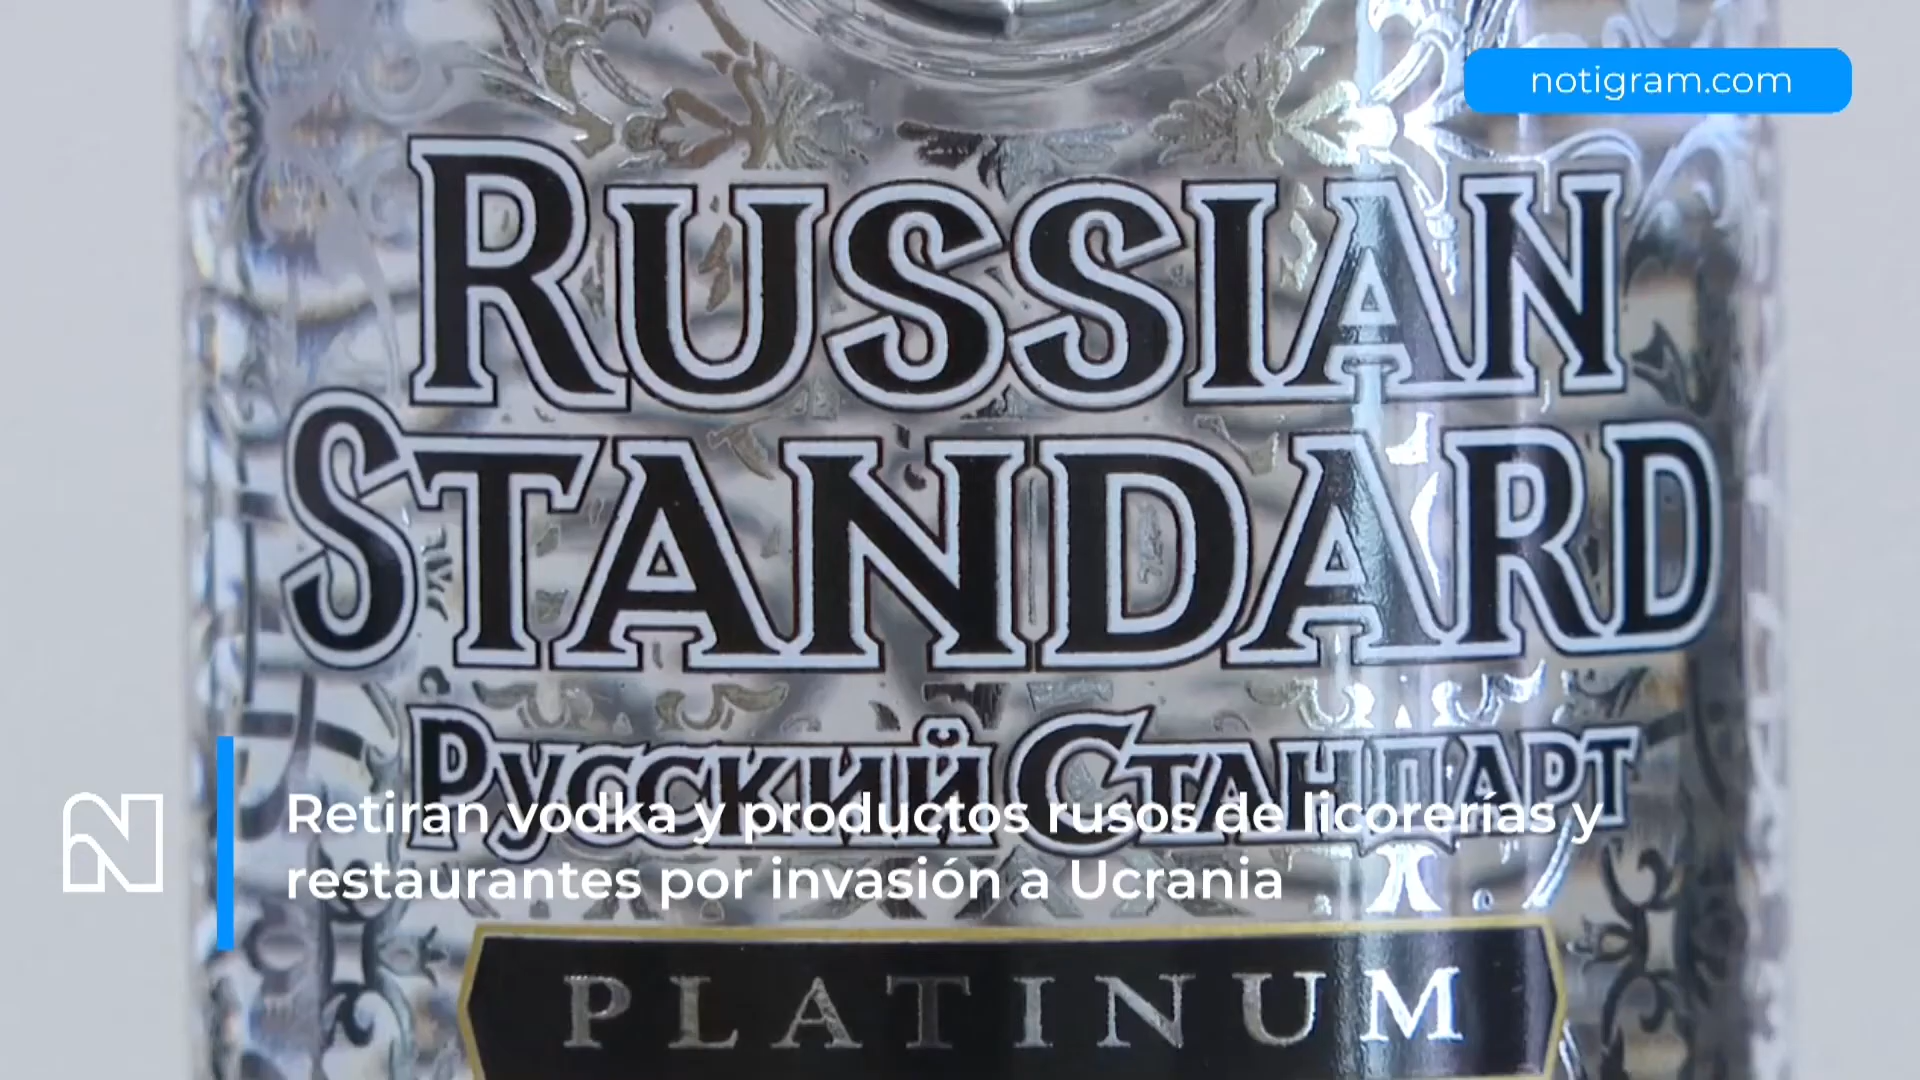 notigram.com
RUSSIAN
STANDARD
Русский Стандарт
Retiran vodka y productos rusos de licorerías y
restaurantes por invasión a Ucrania
PLATINUM